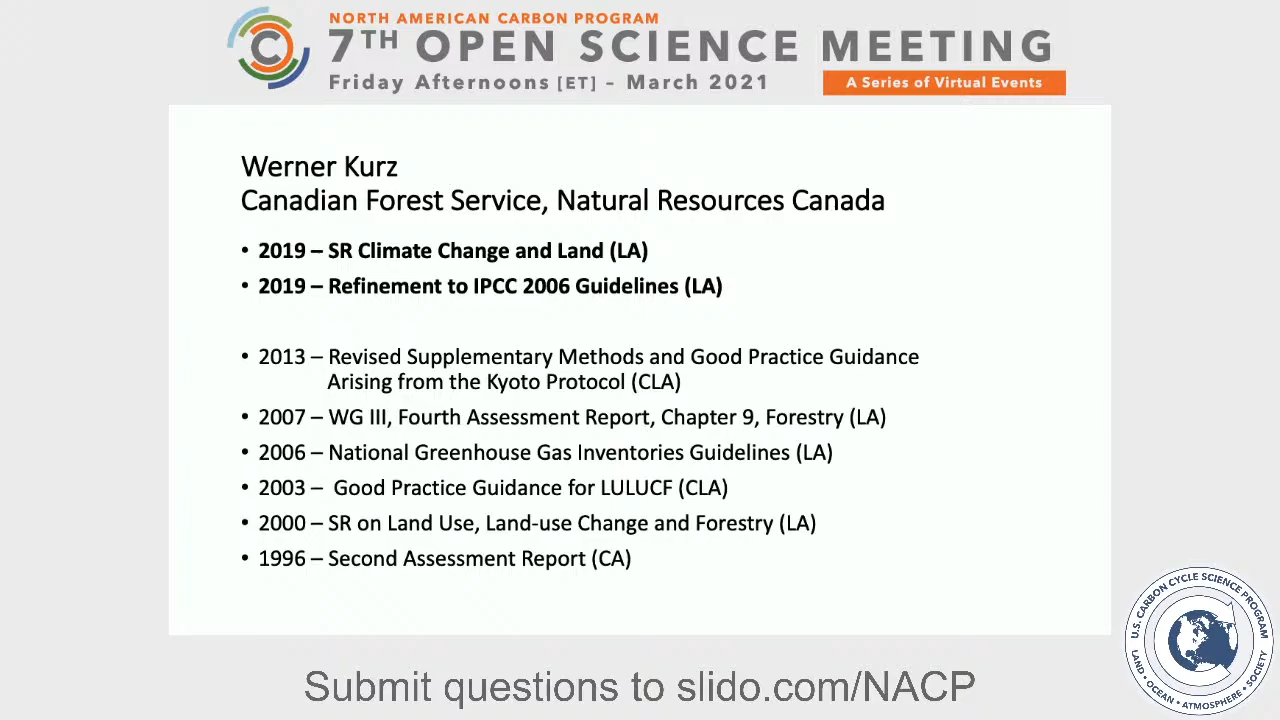 NORTH AMERICAN CARBON PROGRAM
7TH OPEN SCIENCE MEETING
Friday Afternoons [ET] – March 2021
A Series of Virtual Events
Werner Kurz
Canadian Forest Service, Natural Resources Canada
• 2019 – SR Climate Change and Land (LA)
• 2019 – Refinement to IPCC 2006 Guidelines (LA)
• 2013 – Revised Supplementary Methods and Good Practice Guidance
Arising from the Kyoto Protocol (CLA)
• 2007 – WG III, Fourth Assessment Report, Chapter 9, Forestry (LA)
• 2006 – National Greenhouse Gas Inventories Guidelines (LA)
• 2003 – Good Practice Guidance for LULUCF (CLA)
• 2000 – SR on Land Use, Land-use Change and Forestry (LA)
• 1996 – Second Assessment Report (CA)
U.S. CARBON CYCLE SCIENCE PROGRAM
LAND • OCEAN • ATMOSPHERE • SOCIETY
Submit questions to slido.com/NACP